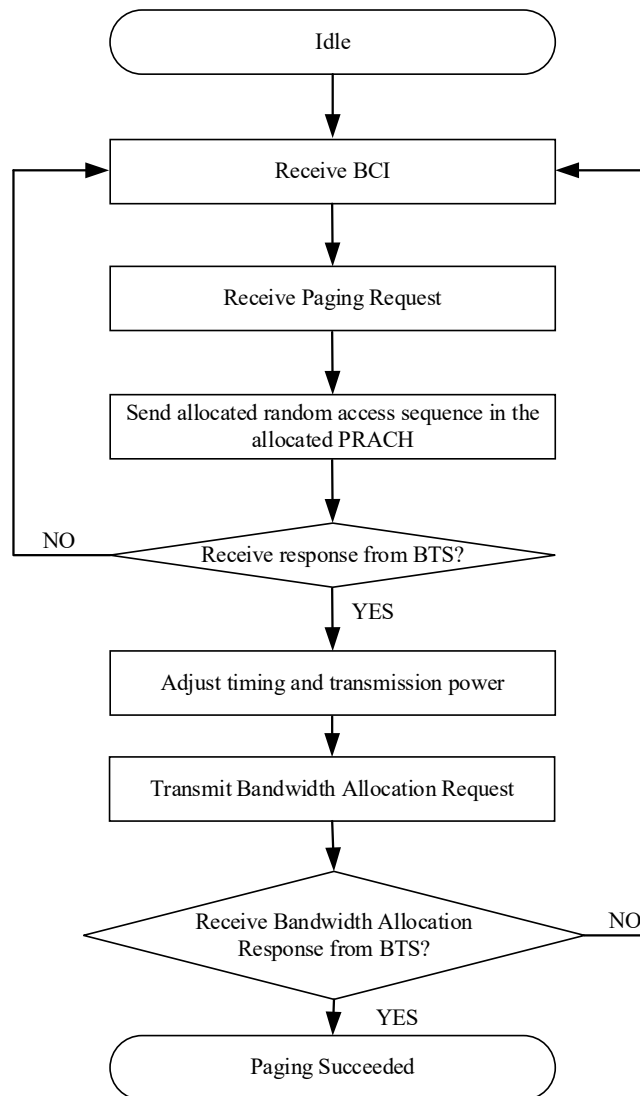 Idle
Receive BCI
Receive Paging Request
Send allocated random access sequence in the
allocated PRACH
Receive response from BTS?
NO
YES
Adjust timing and transmission power
Transmit Bandwidth Allocation Request
Receive Bandwidth Allocation
Response from BTS?
NO
YES
Paging Succeeded